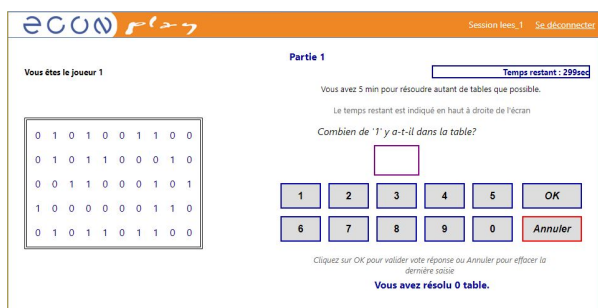 econ play
Session lees_1 Se déconnecter
Partie 1
Vous êtes le joueur 1
Temps restant : 299sec
Vous avez 5 min pour résoudre autant de tables que possible.
Le temps restant est indiqué en haut à droite de l'écran
Combien de '1' y a-t-il dans la table?
0 1 0 1 0 0 1 1 0 0
0 1 0 1 1 0 0 0 1 0
0 0 1 1 0 0 0 1 0 1
1 0 0 0 0 0 0 1 1 0
0 1 0 1 1 0 1 1 0 0
1 2 3 4 5 OK
6 7 8 9 0 Annuler
Cliquez sur OK pour valider vote réponse ou Annuler pour effacer la
dernière saisie
Vous avez résolu 0 table.